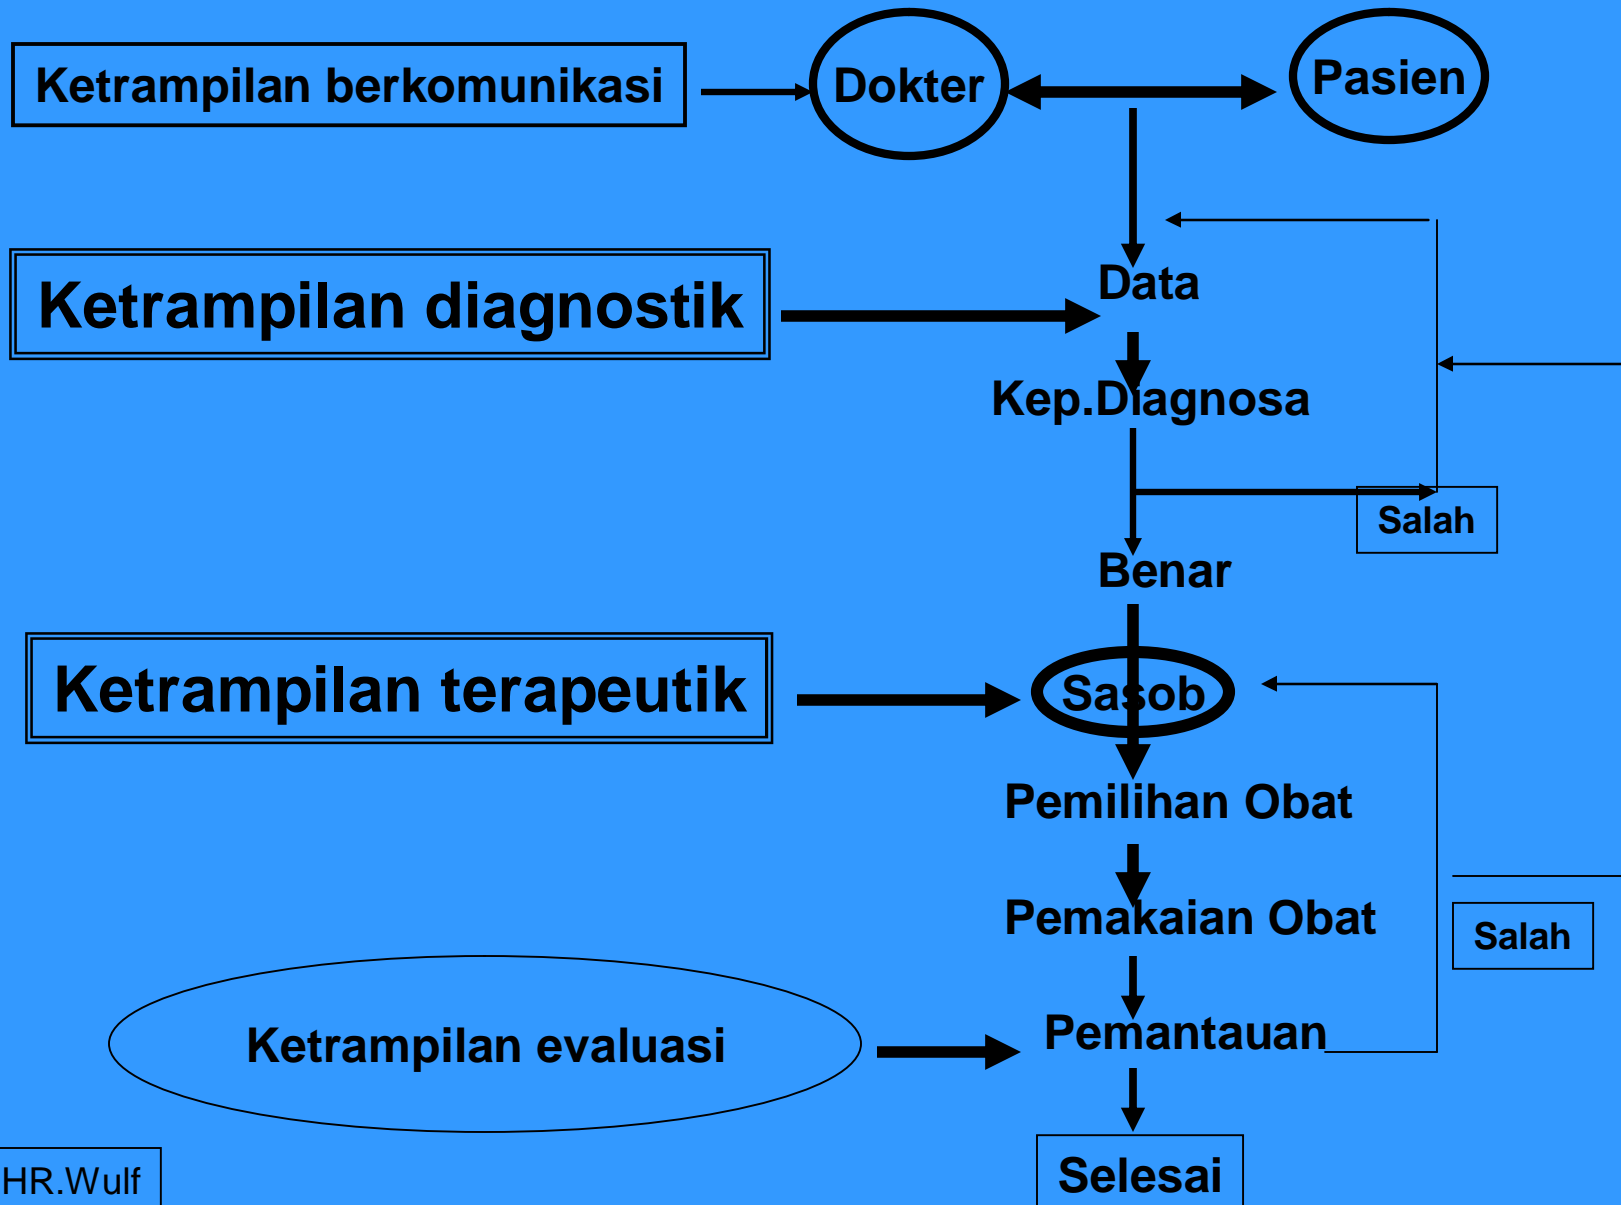 Ketrampilan berkomunikasi
Dokter
Pasien
Ketrampilan diagnostik
Data
Kep.Diagnosa
Salah
Benar
Ketrampilan terapeutik
Sasob
Pemilihan Obat
Pemakaian Obat
Salah
Ketrampilan evaluasi
Pemantauan
Selesai
HR.Wulf